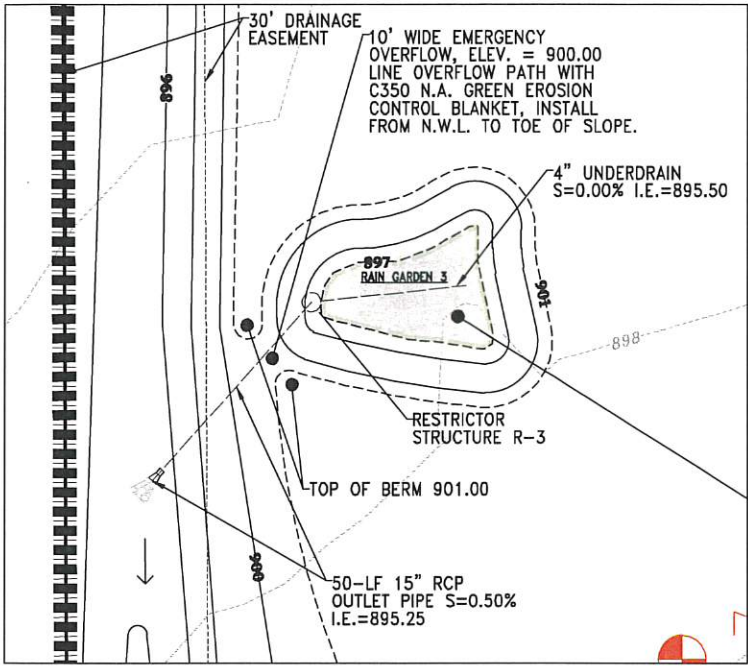 30' DRAINAGE
EASEMENT
10' WIDE EMERGENCY
OVERFLOW, ELEV. = 900.00
LINE OVERFLOW PATH WITH
C350 N.A. GREEN EROSION
CONTROL BLANKET, INSTALL
FROM N.W.L. TO TOE OF SLOPE.
896
4" UNDERDRAIN
S=0.00% I.E.=895.50
897
RAIN GARDEN 3
901
898
RESTRICTOR
STRUCTURE R-3
TOP OF BERM 901.00
900
50-LF 15" RCP
OUTLET PIPE S=0.50%
I.E.=895.25